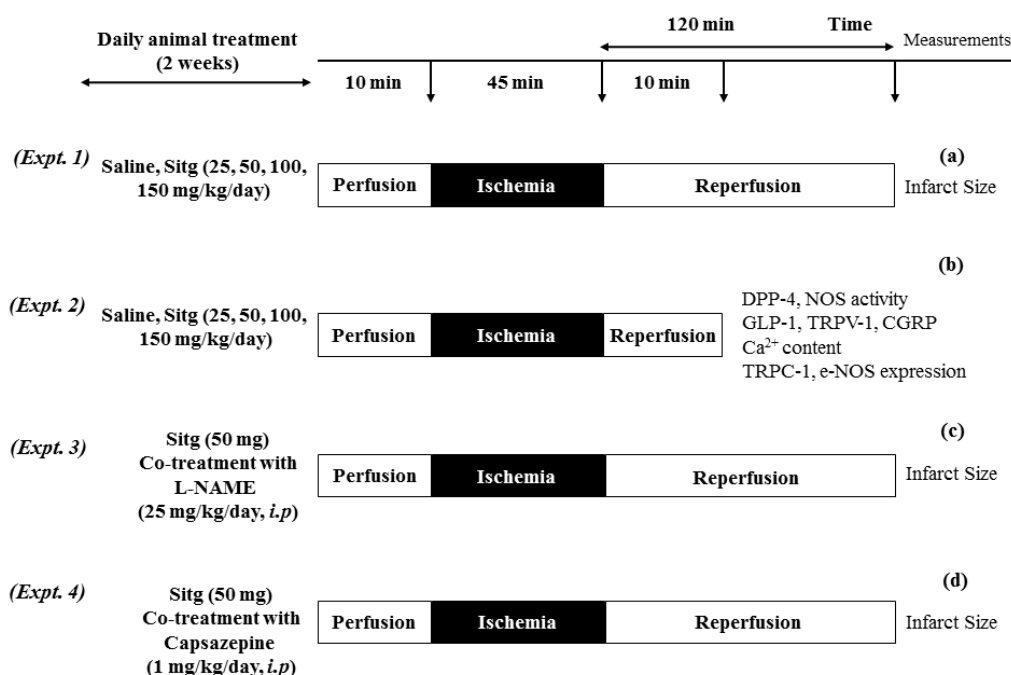 Daily animal treatment
(2 weeks)
120 min
Time
Measurements
10 min
45 min
10 min
(Expt. 1)
Saline, Sitg (25, 50, 100,
150 mg/kg/day)
Perfusion
Ischemia
Reperfusion
(a)
Infarct Size
(Expt. 2)
Saline, Sitg (25, 50, 100,
150 mg/kg/day)
Perfusion
Ischemia
Reperfusion
(b)
DPP-4, NOS activity
GLP-1, TRPV-1, CGRP
Ca²⁺ content
TRPC-1, e-NOS expression
(Expt. 3)
Sitg (50 mg)
Co-treatment with
L-NAME
(25 mg/kg/day, i.p)
Perfusion
Ischemia
Reperfusion
(c)
Infarct Size
(Expt. 4)
Sitg (50 mg)
Co-treatment with
Capsazepine
(1 mg/kg/day, i.p)
Perfusion
Ischemia
Reperfusion
(d)
Infarct Size